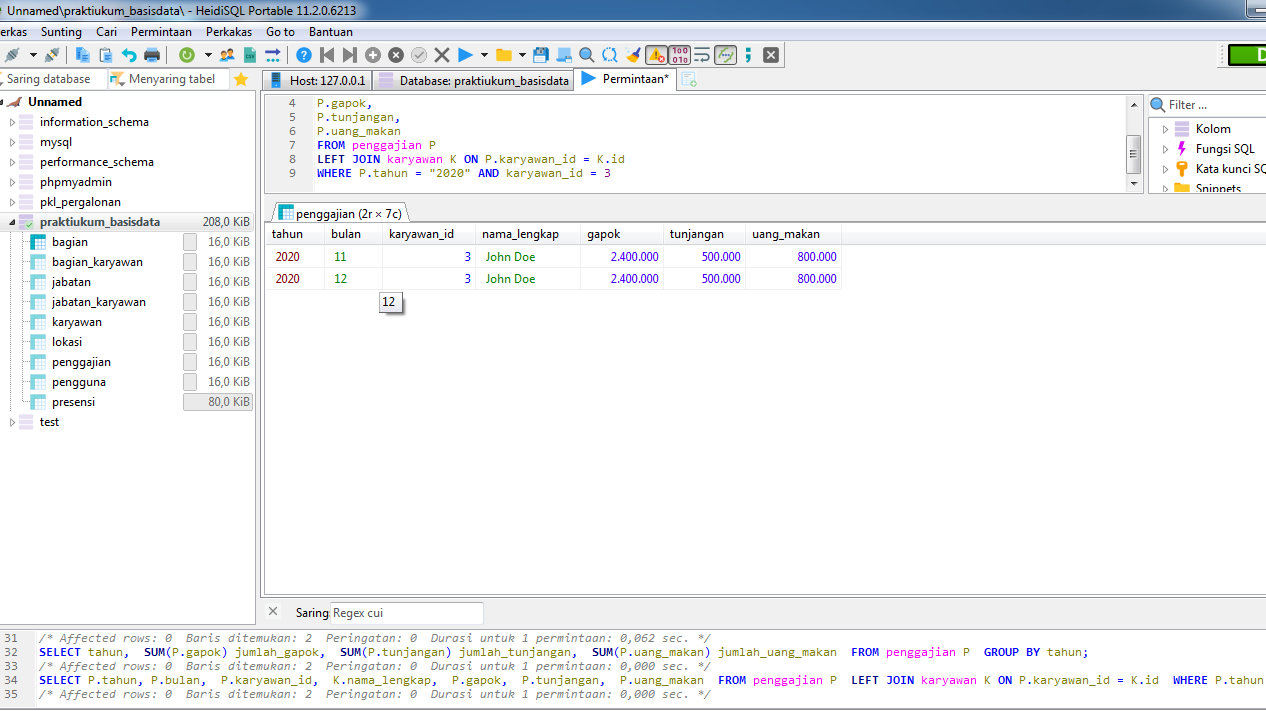 Unnamed\praktiukum_basisdata\ - HeidiSQL Portable 11.2.0.6213
erkas Sunting Cari Permintaan Perkakas Go to Bantuan
Saring database Menyaring tabel Host: 127.0.0.1 Database: praktiukum_basisdata Permintaan*
Unnamed
information_schema
mysql
performance_schema
phpmyadmin
pkl_pergalonan
praktiukum_basisdata 208,0 KiB
bagian 16,0 KiB
bagian_karyawan 16,0 KiB
jabatan 16,0 KiB
jabatan_karyawan 16,0 KiB
karyawan 16,0 KiB
lokasi 16,0 KiB
penggajian 16,0 KiB
pengguna 16,0 KiB
presensi 80,0 KiB
test
4 P.gapok,
5 P.tunjangan,
6 P.uang_makan
7 FROM penggajian P
8 LEFT JOIN karyawan K ON P.karyawan_id = K.id
9 WHERE P.tahun = "2020" AND karyawan_id = 3
Filter ...
Kolom
Fungsi SQL
Kata kunci SQ
Snippets
penggajian (2r × 7c)
tahun bulan karyawan_id nama_lengkap gapok tunjangan uang_makan
2020 11 3 John Doe 2.400.000 500.000 800.000
2020 12 3 John Doe 2.400.000 500.000 800.000
12
Saring: Regex cui
31 /* Affected rows: 0 Baris ditemukan: 2 Peringatan: 0 Durasi untuk 1 permintaan: 0,062 sec. */
32 SELECT tahun, SUM(P.gapok) jumlah_gapok, SUM(P.tunjangan) jumlah_tunjangan, SUM(P.uang_makan) jumlah_uang_makan FROM penggajian P GROUP BY tahun;
33 /* Affected rows: 0 Baris ditemukan: 2 Peringatan: 0 Durasi untuk 1 permintaan: 0,000 sec. */
34 SELECT P.tahun, P.bulan, P.karyawan_id, K.nama_lengkap, P.gapok, P.tunjangan, P.uang_makan FROM penggajian P LEFT JOIN karyawan K ON P.karyawan_id = K.id WHERE P.tahun
35 /* Affected rows: 0 Baris ditemukan: 2 Peringatan: 0 Durasi untuk 1 permintaan: 0,000 sec. */